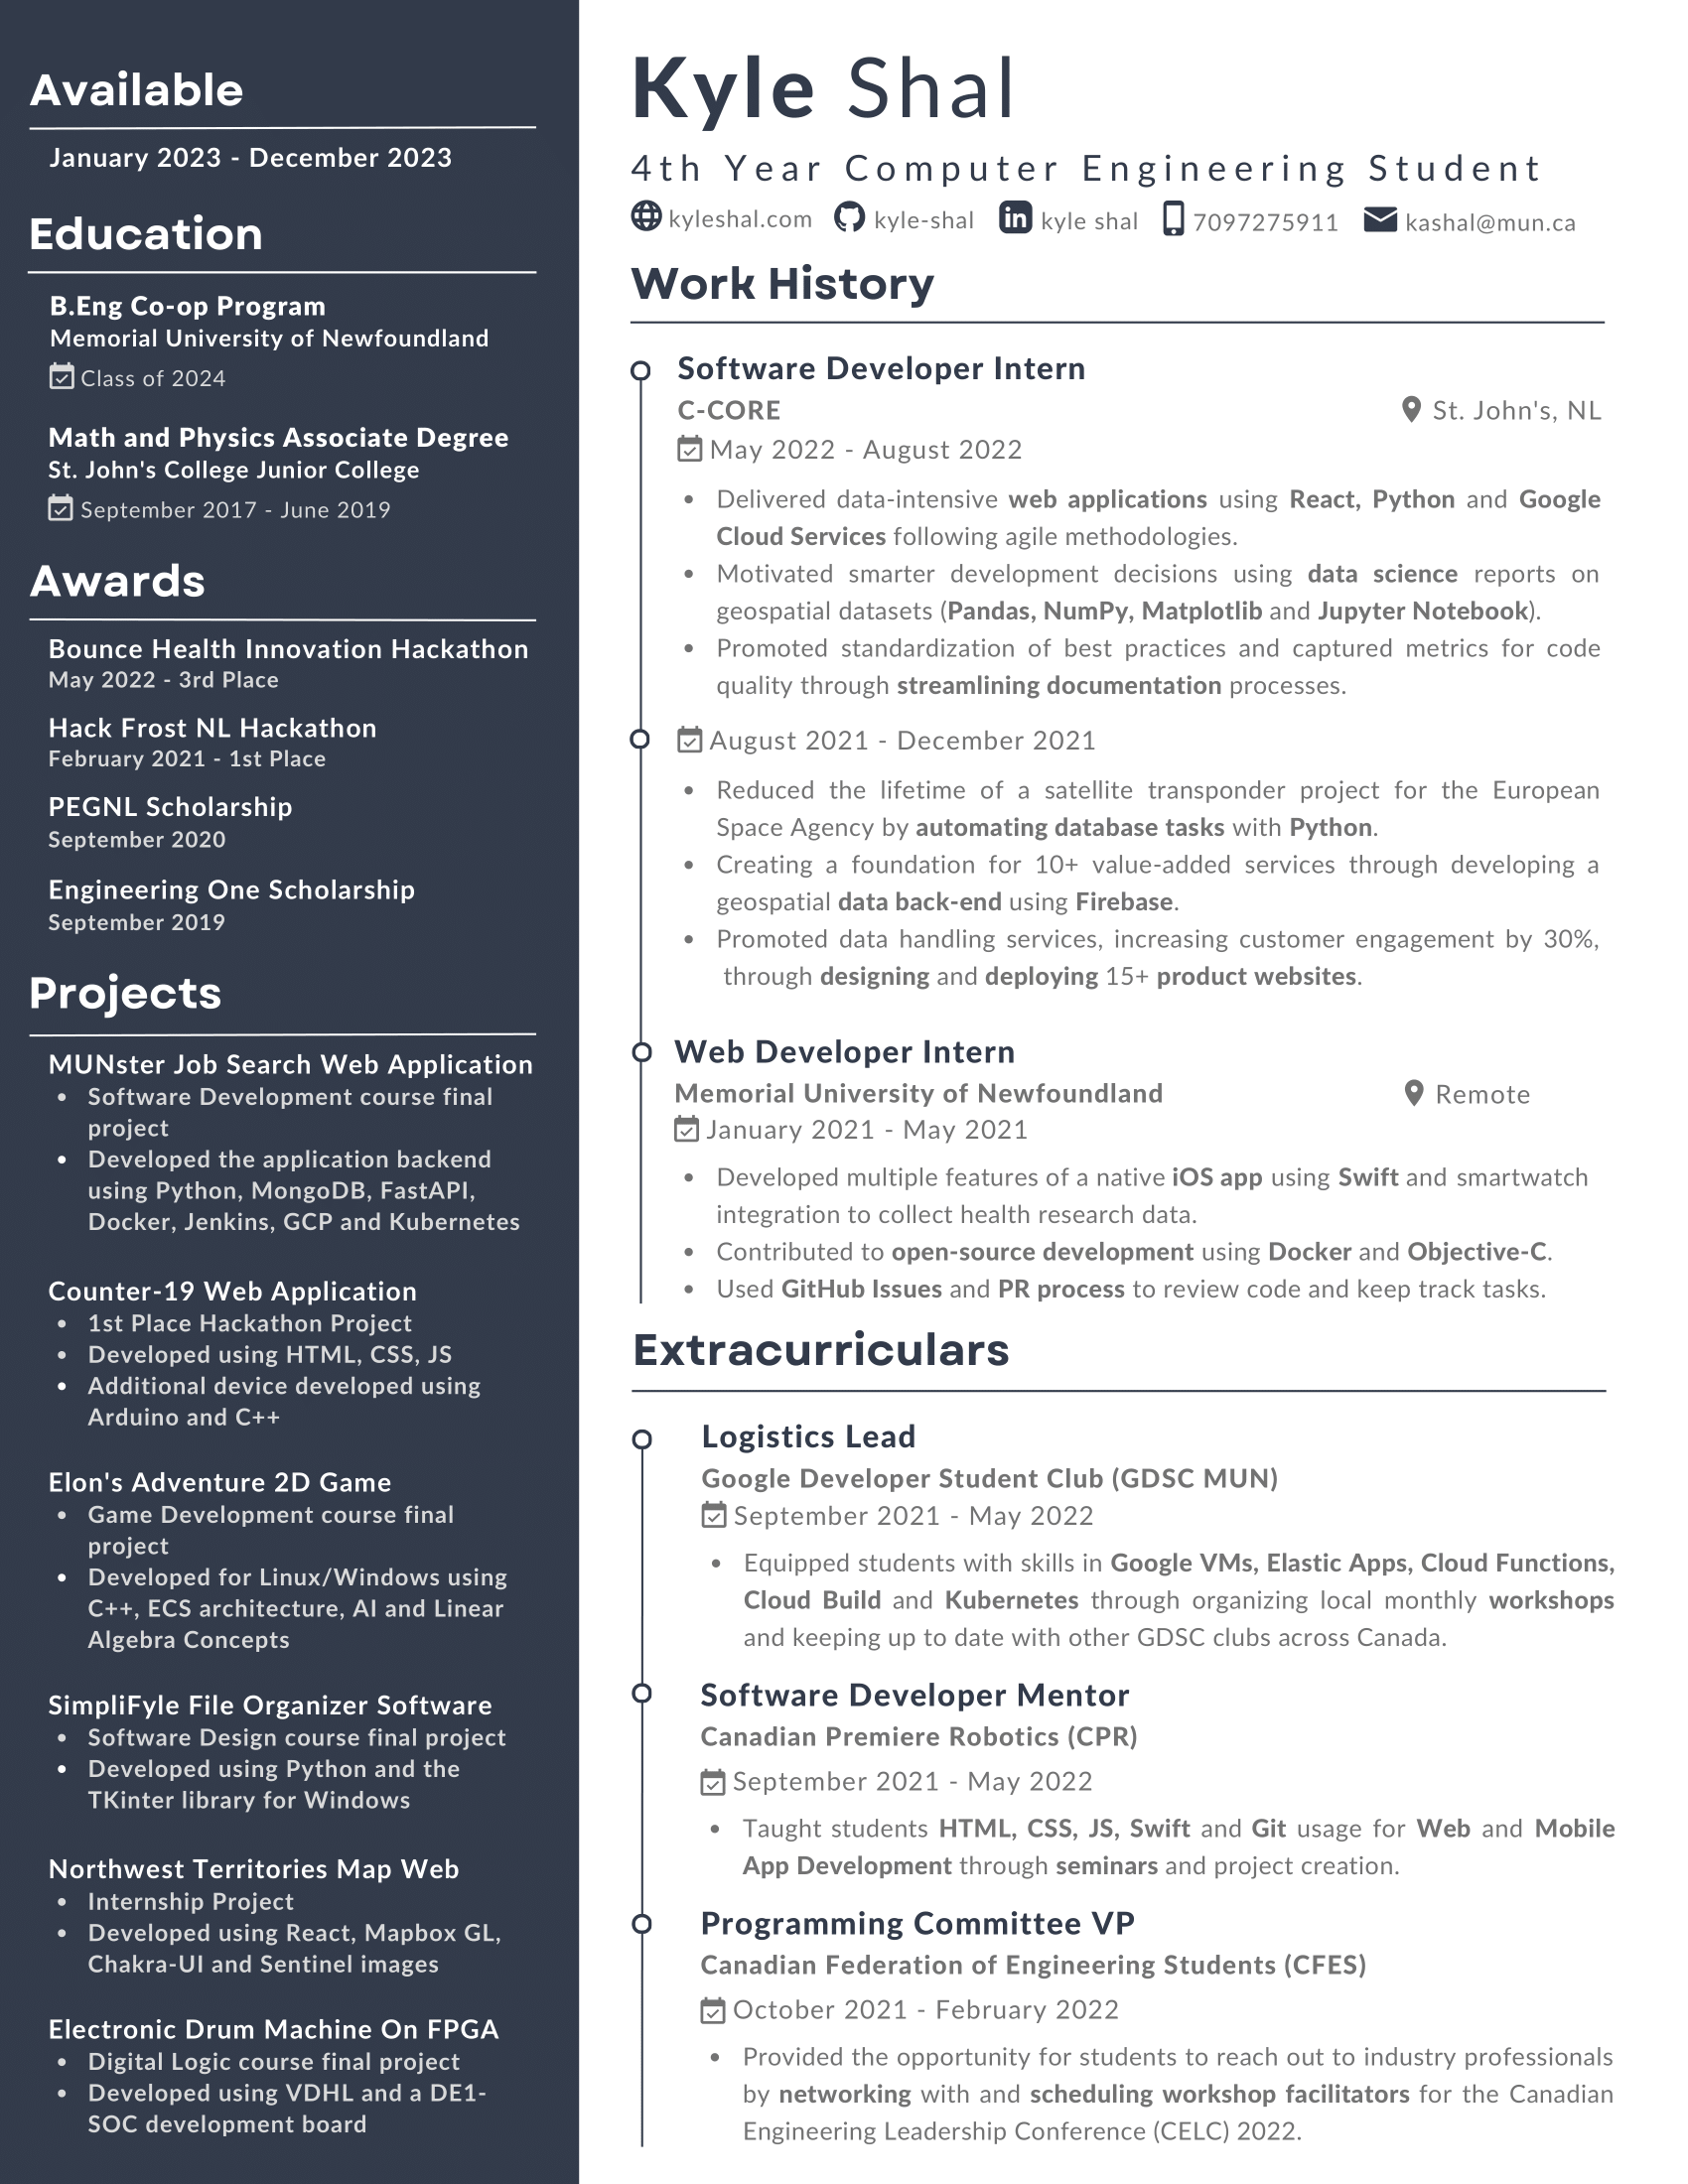 Available
January 2023 - December 2023
Education
B.Eng Co-op Program
Memorial University of Newfoundland
Class of 2024
Math and Physics Associate Degree
St. John's College Junior College
September 2017 - June 2019
Awards
Bounce Health Innovation Hackathon
May 2022 - 3rd Place
Hack Frost NL Hackathon
February 2021 - 1st Place
PEGNL Scholarship
September 2020
Engineering One Scholarship
September 2019
Projects
MUNster Job Search Web Application
• Software Development course final
project
• Developed the application backend
using Python, MongoDB, FastAPI,
Docker, Jenkins, GCP and Kubernetes
Counter-19 Web Application
• 1st Place Hackathon Project
• Developed using HTML, CSS, JS
• Additional device developed using
Arduino and C++
Elon's Adventure 2D Game
• Game Development course final
project
• Developed for Linux/Windows using
C++, ECS architecture, AI and Linear
Algebra Concepts
SimpliFyle File Organizer Software
• Software Design course final project
• Developed using Python and the
TKinter library for Windows
Northwest Territories Map Web
• Internship Project
• Developed using React, Mapbox GL,
Chakra-UI and Sentinel images
Electronic Drum Machine On FPGA
• Digital Logic course final project
• Developed using VDHL and a DE1-
SOC development board
Kyle Shal
4th Year Computer Engineering Student
kyleshal.com kyle-shal kyle shal 7097275911 kashal@mun.ca
Work History
Software Developer Intern
C-CORE St. John's, NL
May 2022 - August 2022
• Delivered data-intensive web applications using React, Python and Google
Cloud Services following agile methodologies.
• Motivated smarter development decisions using data science reports on
geospatial datasets (Pandas, NumPy, Matplotlib and Jupyter Notebook).
• Promoted standardization of best practices and captured metrics for code
quality through streamlining documentation processes.
August 2021 - December 2021
• Reduced the lifetime of a satellite transponder project for the European
Space Agency by automating database tasks with Python.
• Creating a foundation for 10+ value-added services through developing a
geospatial data back-end using Firebase.
• Promoted data handling services, increasing customer engagement by 30%,
through designing and deploying 15+ product websites.
Web Developer Intern
Memorial University of Newfoundland Remote
January 2021 - May 2021
• Developed multiple features of a native iOS app using Swift and smartwatch
integration to collect health research data.
• Contributed to open-source development using Docker and Objective-C.
• Used GitHub Issues and PR process to review code and keep track tasks.
Extracurriculars
Logistics Lead
Google Developer Student Club (GDSC MUN)
September 2021 - May 2022
• Equipped students with skills in Google VMs, Elastic Apps, Cloud Functions,
Cloud Build and Kubernetes through organizing local monthly workshops
and keeping up to date with other GDSC clubs across Canada.
Software Developer Mentor
Canadian Premiere Robotics (CPR)
September 2021 - May 2022
• Taught students HTML, CSS, JS, Swift and Git usage for Web and Mobile
App Development through seminars and project creation.
Programming Committee VP
Canadian Federation of Engineering Students (CFES)
October 2021 - February 2022
• Provided the opportunity for students to reach out to industry professionals
by networking with and scheduling workshop facilitators for the Canadian
Engineering Leadership Conference (CELC) 2022.